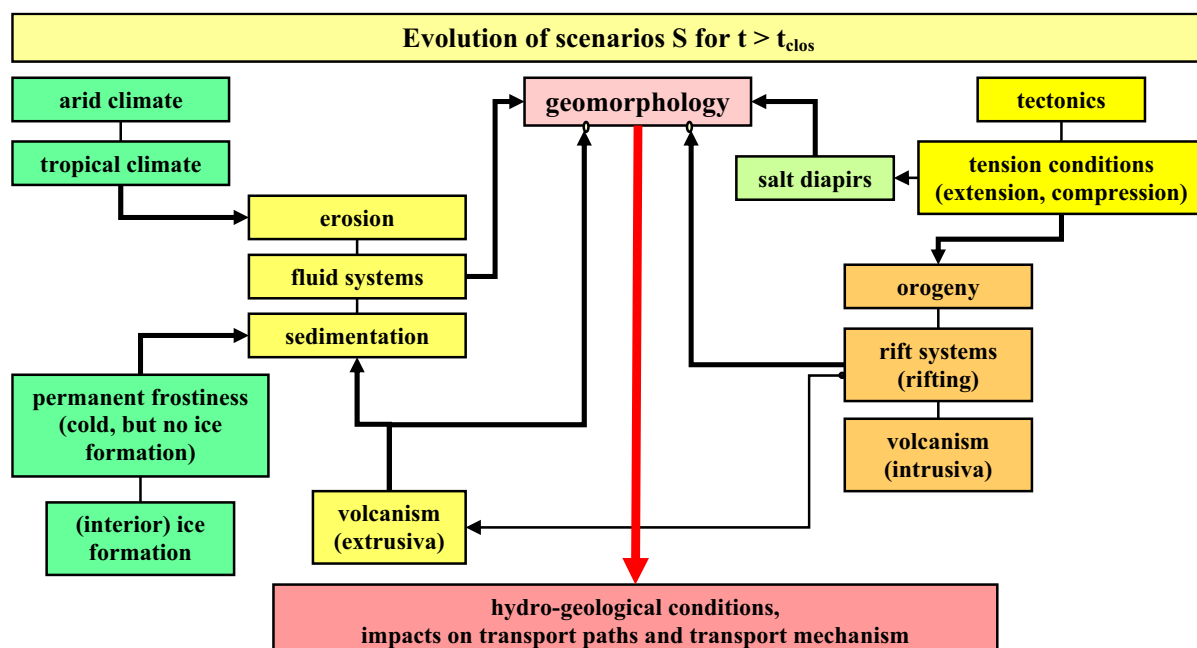 Evolution of scenarios S for t > t_clos
arid climate
tropical climate
geomorphology
tectonics
tension conditions
(extension, compression)
salt diapirs
erosion
fluid systems
sedimentation
orogeny
rift systems
(rifting)
volcanism
(intrusiva)
permanent frostiness
(cold, but no ice
formation)
(interior) ice
formation
volcanism
(extrusiva)
hydro-geological conditions,
impacts on transport paths and transport mechanism